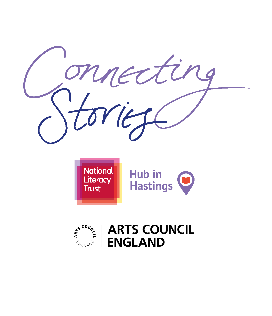 Connecting
Stories
National
Literacy
Trust
Hub in
Hastings
ARTS COUNCIL
ENGLAND